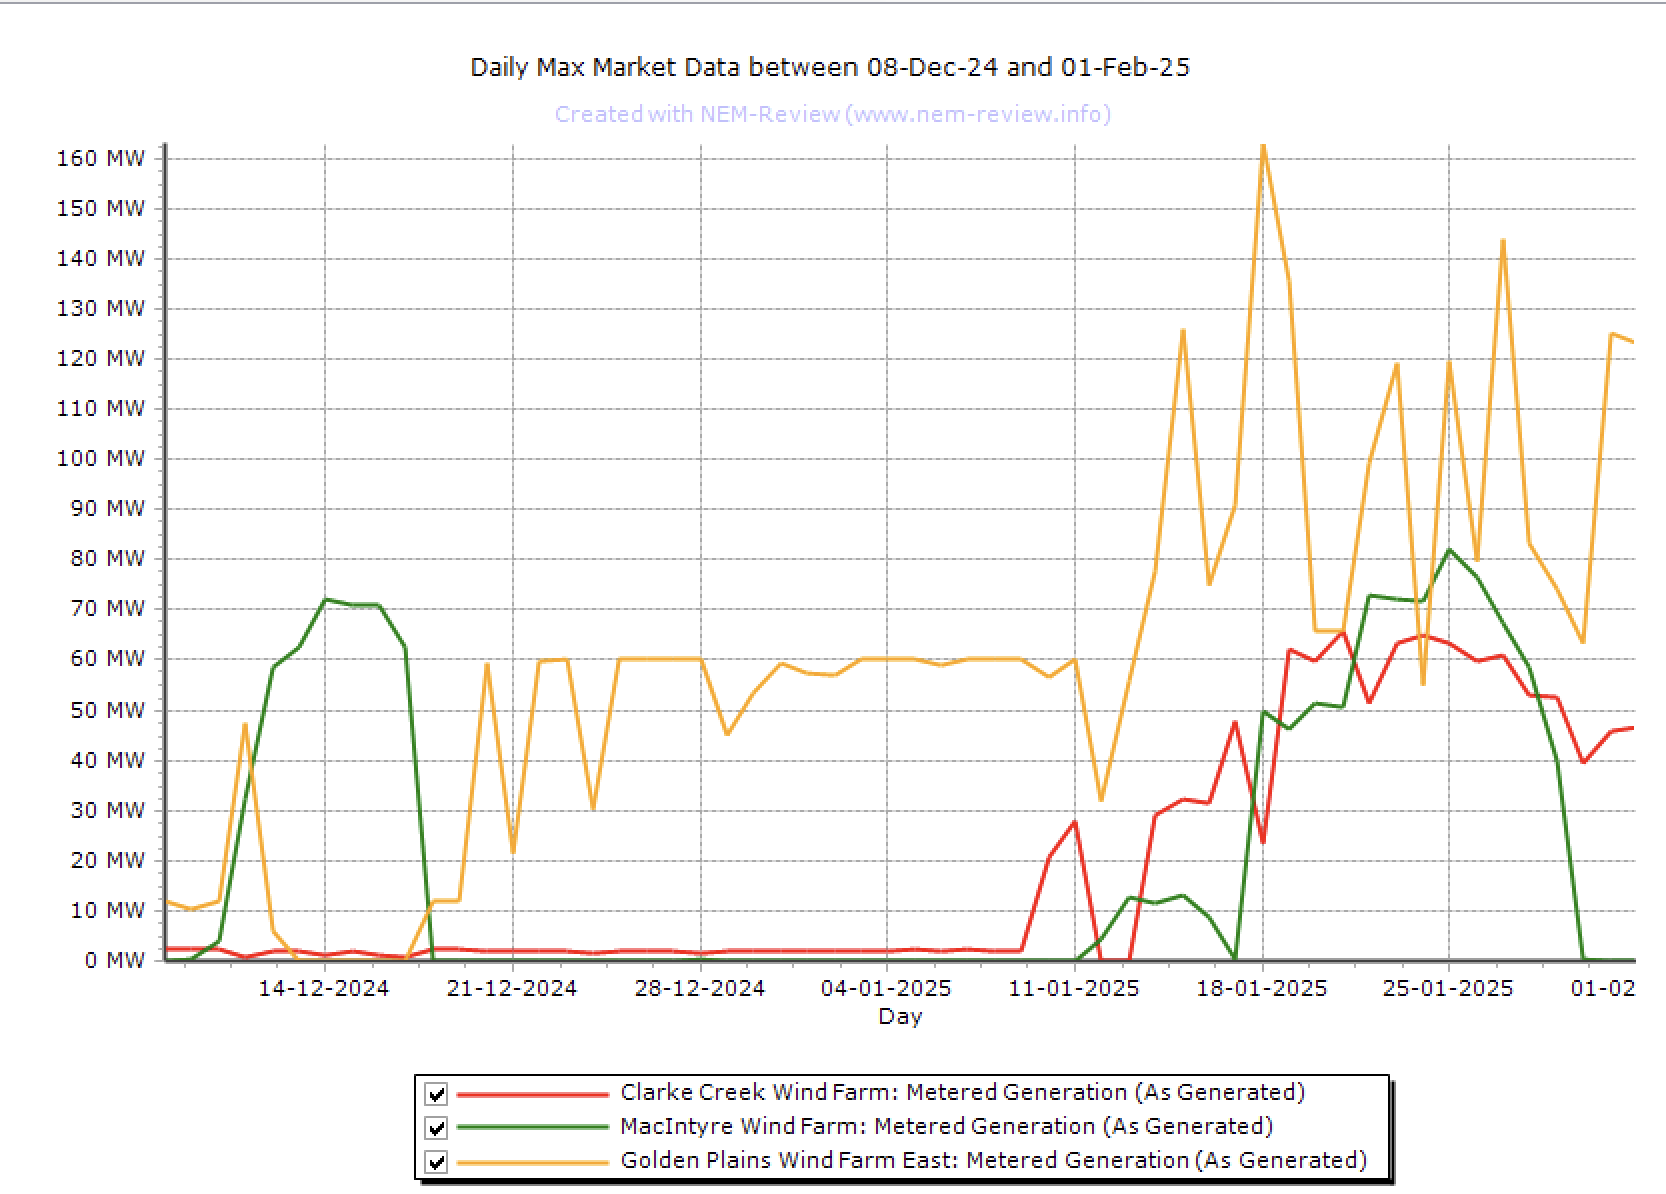 Daily Max Market Data between 08-Dec-24 and 01-Feb-25
Created with NEM-Review (www.nem-review.info)
160 MW
150 MW
140 MW
130 MW
120 MW
110 MW
100 MW
90 MW
80 MW
70 MW
60 MW
50 MW
40 MW
30 MW
20 MW
10 MW
0 MW
14-12-2024 21-12-2024 28-12-2024 04-01-2025 11-01-2025 18-01-2025 25-01-2025 01-02
Day
Clarke Creek Wind Farm: Metered Generation (As Generated)
MacIntyre Wind Farm: Metered Generation (As Generated)
Golden Plains Wind Farm East: Metered Generation (As Generated)